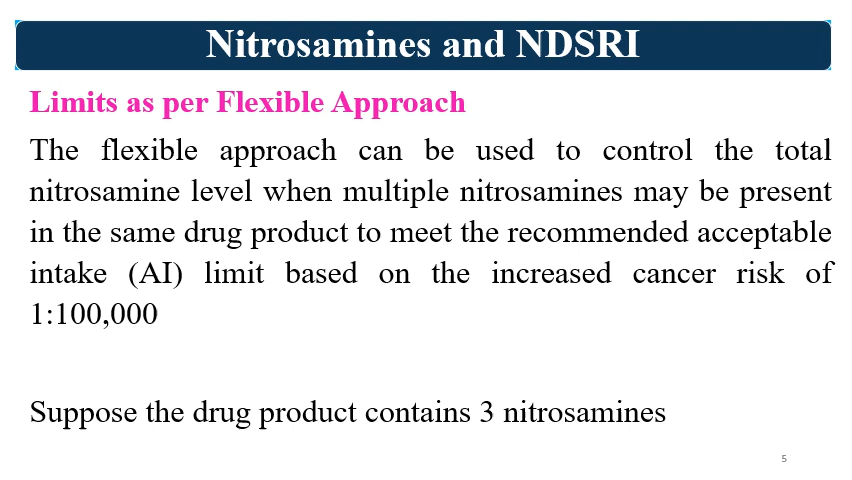 Nitrosamines and NDSRI
Limits as per Flexible Approach
The flexible approach can be used to control the total
nitrosamine level when multiple nitrosamines may be present
in the same drug product to meet the recommended acceptable
intake (AI) limit based on the increased cancer risk of
1:100,000
Suppose the drug product contains 3 nitrosamines
5